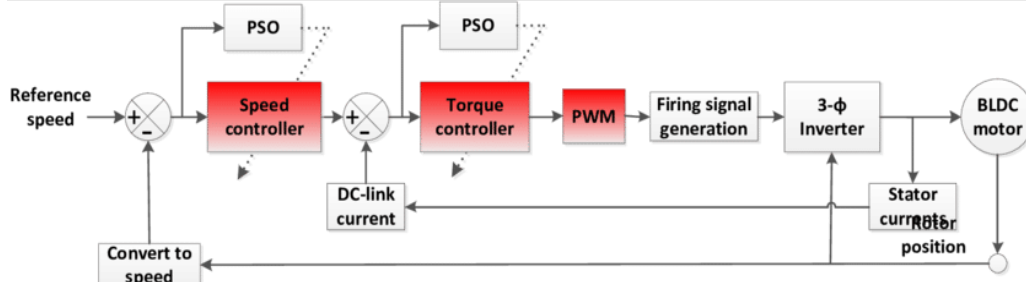 PSO
PSO
Reference
speed
+
-
Speed
controller
+
-
Torque
controller
PWM
Firing signal
generation
3-ϕ
Inverter
BLDC
motor
DC-link
current
Stator
currents
Rotor
position
Convert to
speed